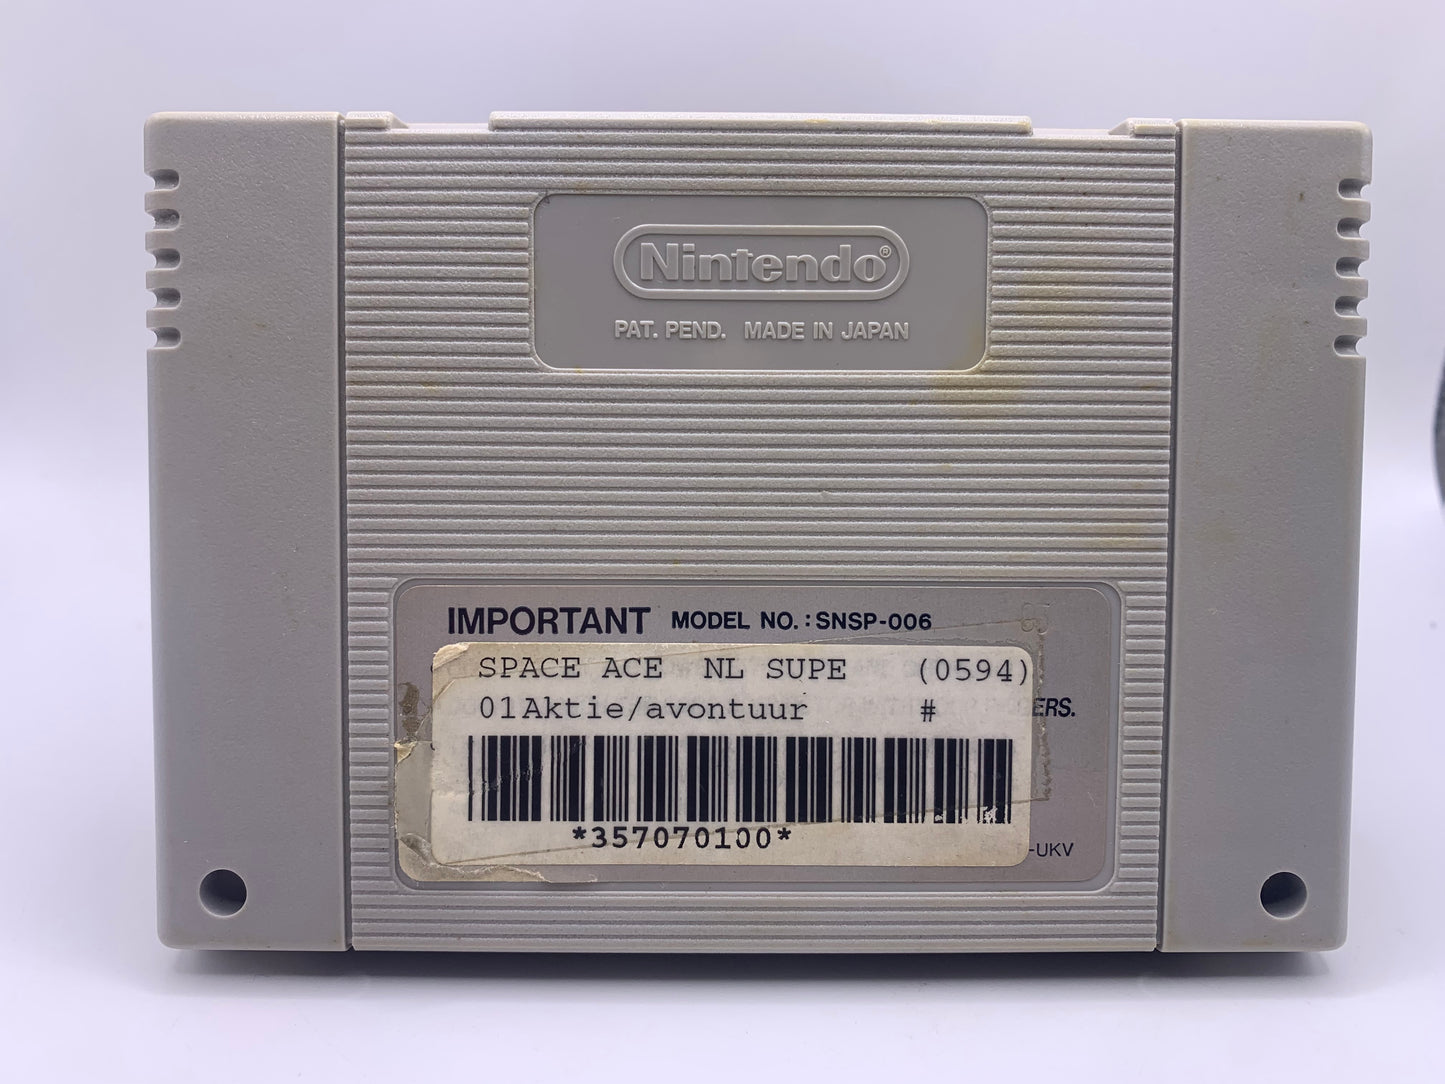 Nintendo®
PAT. PEND. MADE IN JAPAN
IMPORTANT MODEL NO.:SNSP-006
SPACE ACE NL SUPE (0594)
01Aktie/avontuur #
ERS.
*357070100*
-UKV